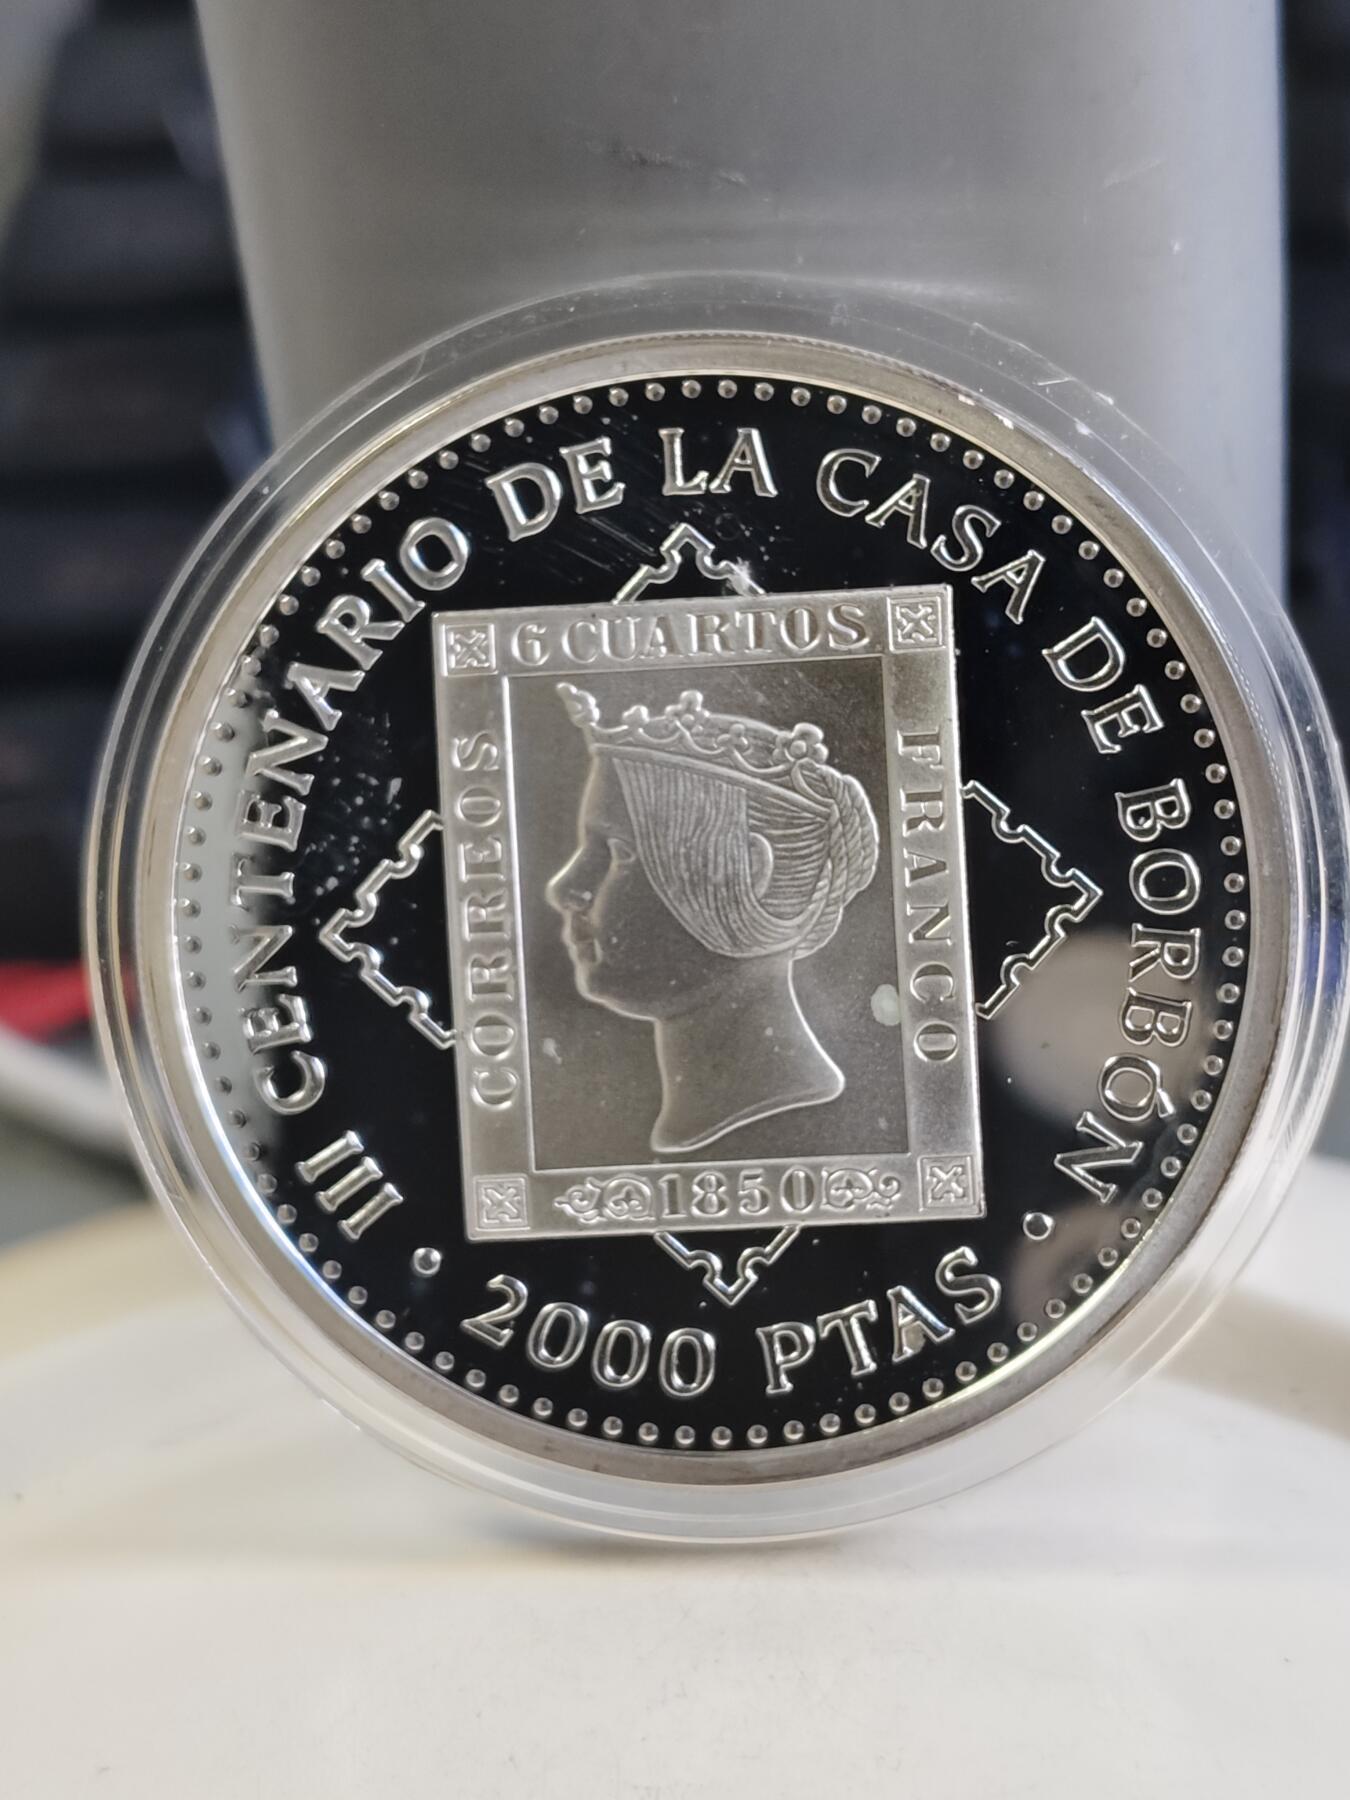 III CENTENARIO DE LA CASA DE BORBÓN
6 CUARTOS
CORREOS
FRANCO
1850
• 2000 PTAS •